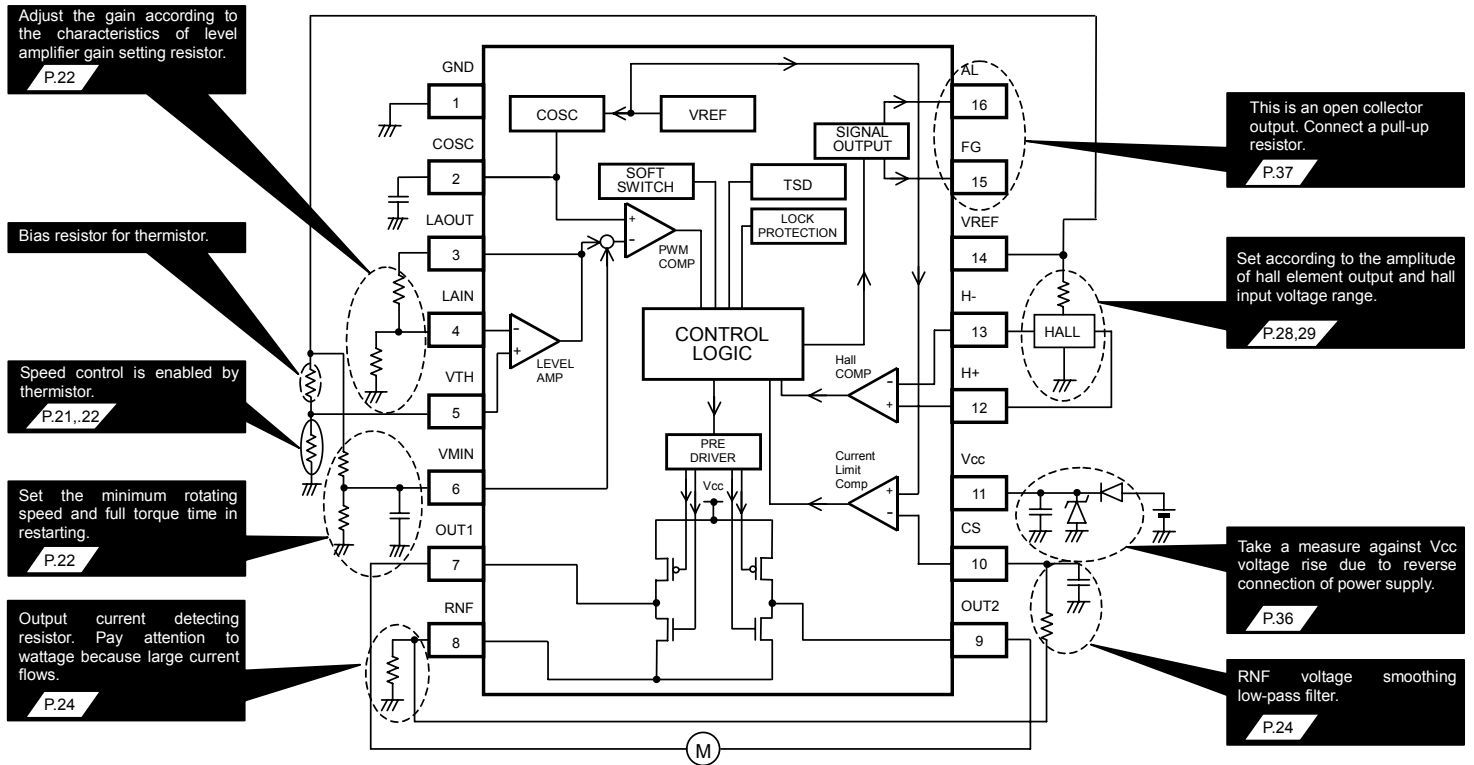 Adjust the gain according to
the characteristics of level
amplifier gain setting resistor.
P.22
Bias resistor for thermistor.
Speed control is enabled by
thermistor.
P.21,.22
Set the minimum rotating
speed and full torque time in
restarting.
P.22
Output current detecting
resistor. Pay attention to
wattage because large current
flows.
P.24
GND
1
COSC
2
LAOUT
3
LAIN
4
VTH
5
VMIN
6
OUT1
7
RNF
8
COSC
VREF
SIGNAL
OUTPUT
SOFT
SWITCH
TSD
LOCK
PROTECTION
+
-
PWM
COMP
-
+
LEVEL
AMP
CONTROL
LOGIC
Hall
COMP
-
+
PRE
DRIVER
Vcc
Current
Limit
Comp
+
-
AL
16
FG
15
VREF
14
H-
13
H+
12
Vcc
11
CS
10
OUT2
9
HALL
M
This is an open collector
output. Connect a pull-up
resistor.
P.37
Set according to the amplitude
of hall element output and hall
input voltage range.
P.28,29
Take a measure against Vcc
voltage rise due to reverse
connection of power supply.
P.36
RNF voltage smoothing
low-pass filter.
P.24